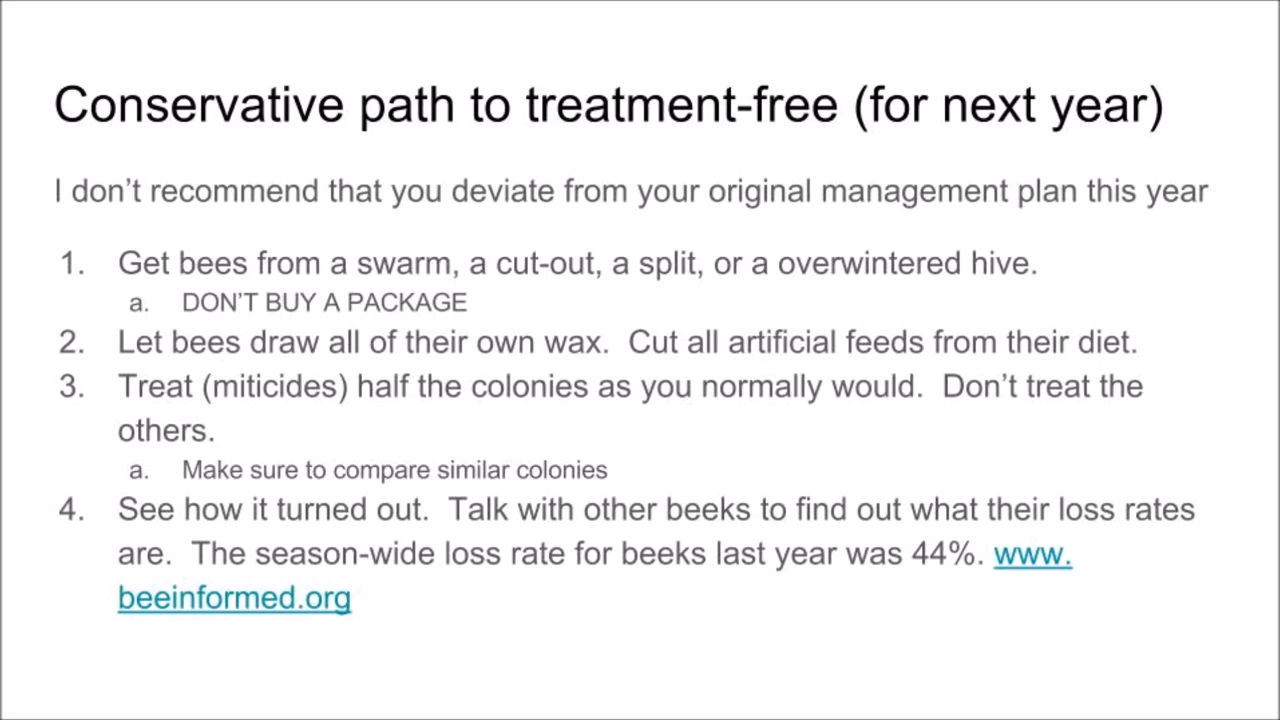 Conservative path to treatment-free (for next year)
I don’t recommend that you deviate from your original management plan this year
1. Get bees from a swarm, a cut-out, a split, or a overwintered hive.
a. DON’T BUY A PACKAGE
2. Let bees draw all of their own wax.  Cut all artificial feeds from their diet.
3. Treat (miticides) half the colonies as you normally would.  Don’t treat the
others.
a. Make sure to compare similar colonies
4. See how it turned out.  Talk with other beeks to find out what their loss rates
are.  The season-wide loss rate for beeks last year was 44%. www.
beeinformed.org